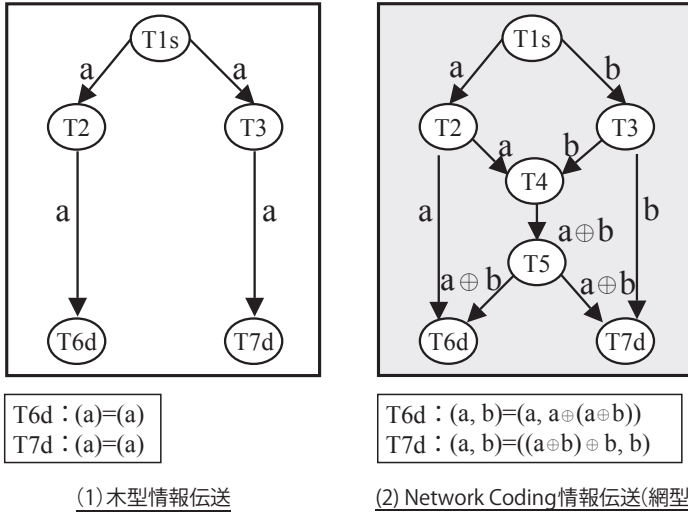 T1s
a
a
T2
T3
a
a
T6d
T7d
T6d：(a)=(a)
T7d：(a)=(a)
(1) 木型情報伝送
T1s
a
b
T2
T3
a
b
T4
a
b
a⊕b
T5
a⊕b
a⊕b
T6d
T7d
T6d：(a, b)=(a, a⊕(a⊕b))
T7d：(a, b)=((a⊕b)⊕b, b)
(2) Network Coding情報伝送(網型